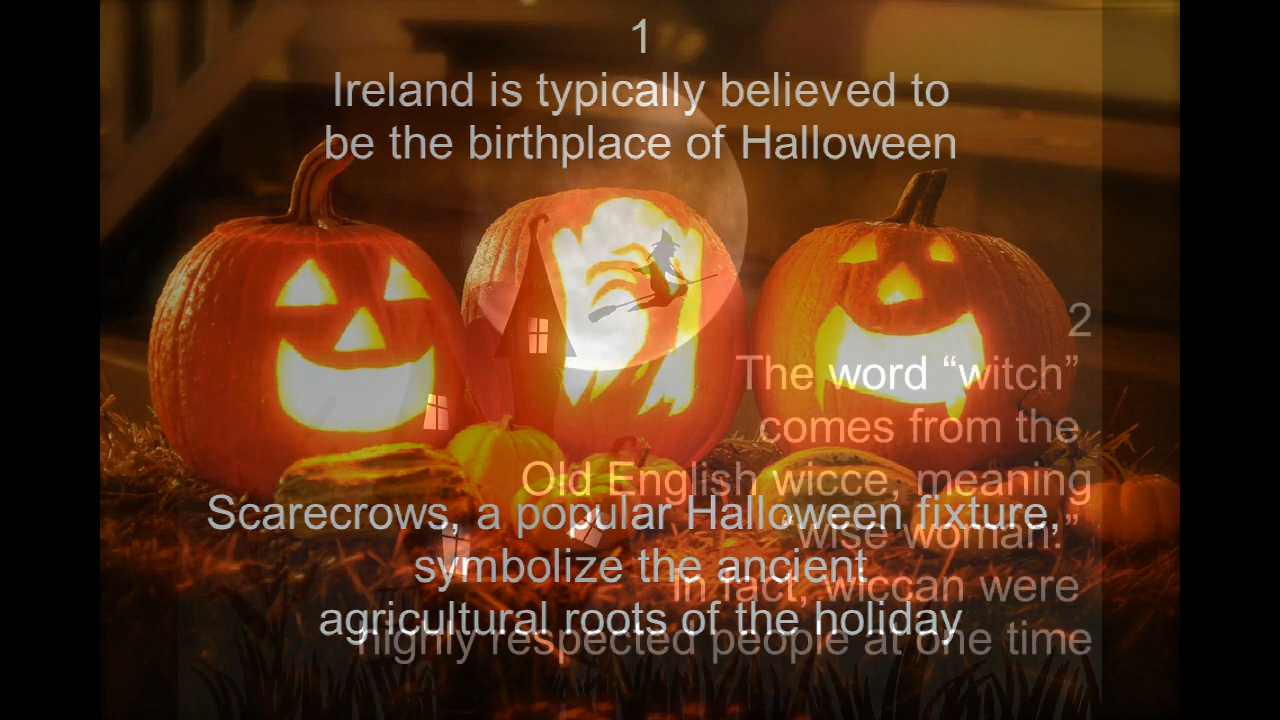 1
Ireland is typically believed to
be the birthplace of Halloween
Scarecrows, a popular Halloween fixture,
symbolize the ancient
agricultural roots of the holiday
2
The word “witch”
comes from the
Old English wicce, meaning
“wise woman.”
In fact, wiccan were
highly respected people at one time